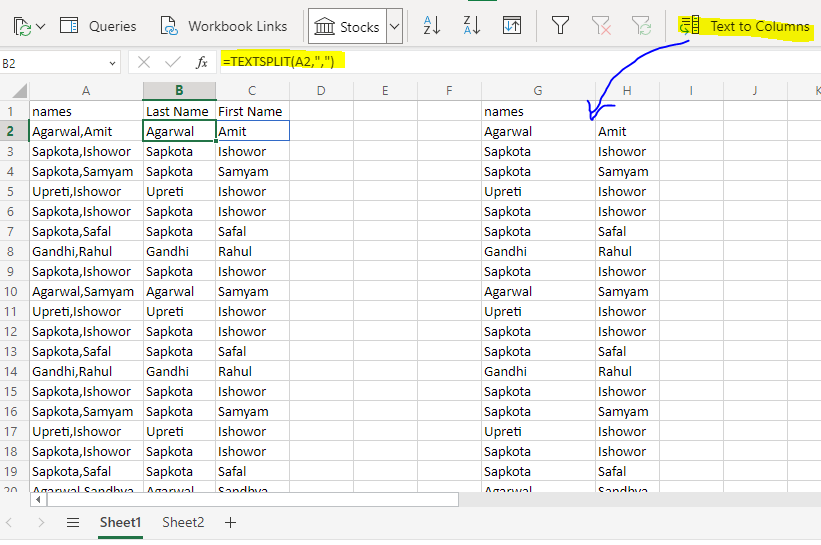 Queries Workbook Links Stocks Text to Columns
B2 fx =TEXTSPLIT(A2,",")
A B C D E F G H I J K
1 names Last Name First Name names
2 Agarwal,Amit Agarwal Amit Agarwal Amit
3 Sapkota,Ishowor Sapkota Ishowor Sapkota Ishowor
4 Sapkota,Samyam Sapkota Samyam Sapkota Samyam
5 Upreti,Ishowor Upreti Ishowor Upreti Ishowor
6 Sapkota,Ishowor Sapkota Ishowor Sapkota Ishowor
7 Sapkota,Safal Sapkota Safal Sapkota Safal
8 Gandhi,Rahul Gandhi Rahul Gandhi Rahul
9 Sapkota,Ishowor Sapkota Ishowor Sapkota Ishowor
10 Agarwal,Samyam Agarwal Samyam Agarwal Samyam
11 Upreti,Ishowor Upreti Ishowor Upreti Ishowor
12 Sapkota,Ishowor Sapkota Ishowor Sapkota Ishowor
13 Sapkota,Safal Sapkota Safal Sapkota Safal
14 Gandhi,Rahul Gandhi Rahul Gandhi Rahul
15 Sapkota,Ishowor Sapkota Ishowor Sapkota Ishowor
16 Sapkota,Samyam Sapkota Samyam Sapkota Samyam
17 Upreti,Ishowor Upreti Ishowor Upreti Ishowor
18 Sapkota,Ishowor Sapkota Ishowor Sapkota Ishowor
19 Sapkota,Safal Sapkota Safal Sapkota Safal
20 Agarwal,Sandhya Agarwal Sandhya Agarwal Sandhya
Sheet1 Sheet2